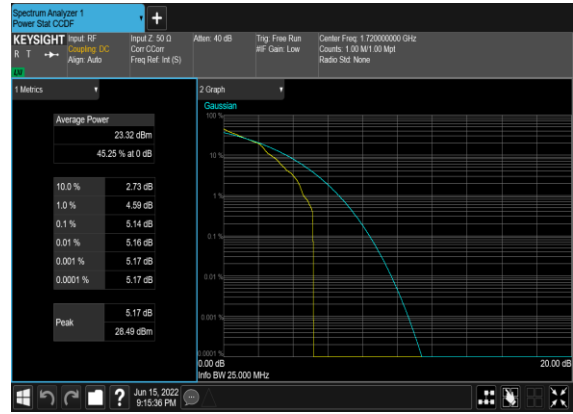 Spectrum Analyzer 1
Power Stat CCDF
+
KEYSIGHT
R T
LXI
Input: RF
Coupling: DC
Align: Auto
Input Z: 50 Ω
Corr CCorr
Freq Ref: Int (S)
Atten: 40 dB
Trig: Free Run
#IF Gain: Low
Center Freq: 1.720000000 GHz
Counts: 1.00 M/1.00 Mpt
Radio Std: None
1 Metrics
Average Power
23.32 dBm
45.25 % at 0 dB
10.0 % 2.73 dB
1.0 % 4.59 dB
0.1 % 5.14 dB
0.01 % 5.16 dB
0.001 % 5.17 dB
0.0001 % 5.17 dB
Peak
5.17 dB
28.49 dBm
2 Graph
Gaussian
100 %
10 %
1 %
0.1 %
0.01 %
0.001 %
0.0001 %
0.00 dB
20.00 dB
Info BW 25.000 MHz
?
Jun 15, 2022
9:15:36 PM